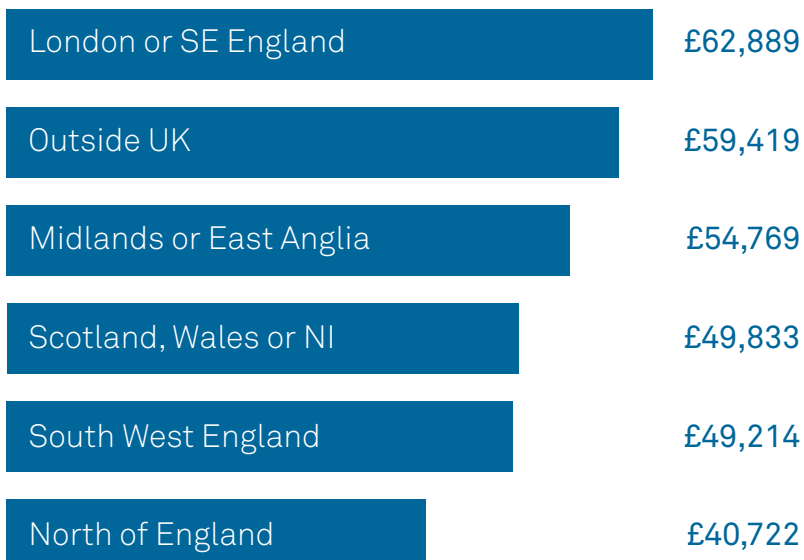 London or SE England £62,889
Outside UK £59,419
Midlands or East Anglia £54,769
Scotland, Wales or NI £49,833
South West England £49,214
North of England £40,722